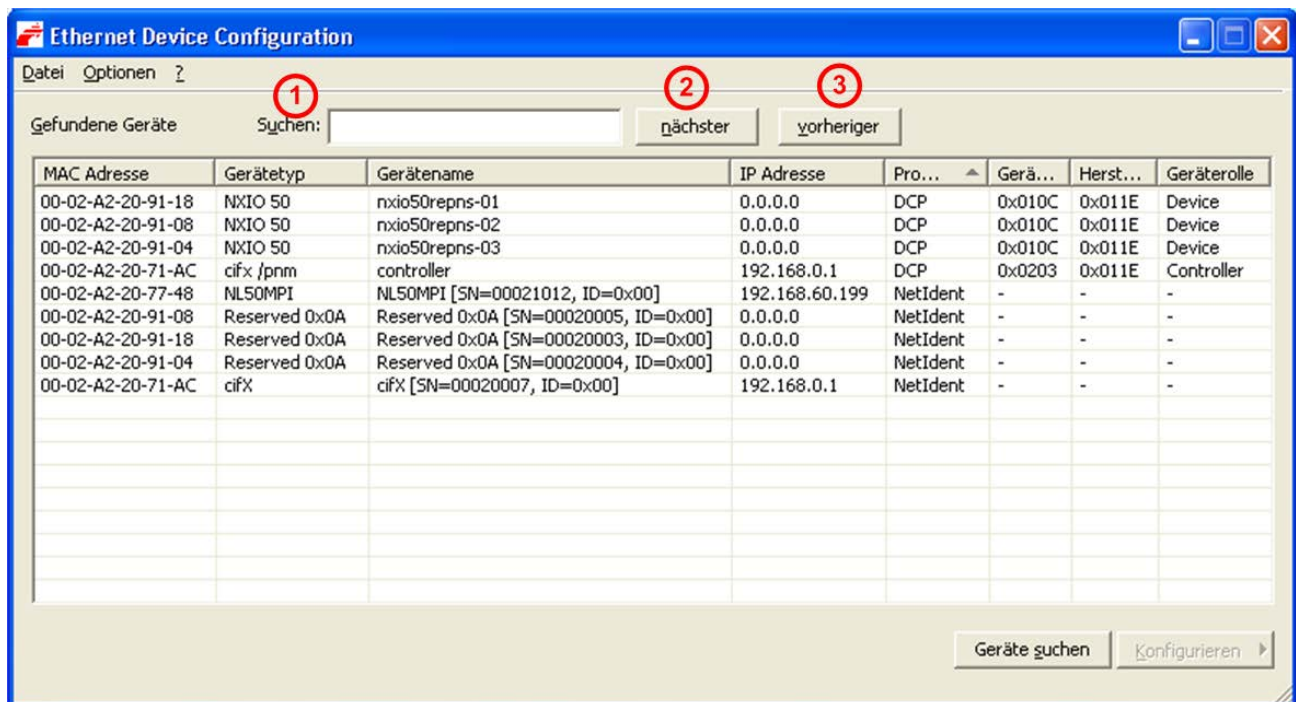 Ethernet Device Configuration
Datei Optionen ?
1 2 3
Gefundene Geräte Suchen: nächster vorheriger
MAC Adresse Gerätetyp Gerätename IP Adresse Pro... Gerä... Herst... Geräterolle
00-02-A2-20-91-18 NXIO 50 nxio50repns-01 0.0.0.0 DCP 0x010C 0x011E Device
00-02-A2-20-91-08 NXIO 50 nxio50repns-02 0.0.0.0 DCP 0x010C 0x011E Device
00-02-A2-20-91-04 NXIO 50 nxio50repns-03 0.0.0.0 DCP 0x010C 0x011E Device
00-02-A2-20-71-AC cifx /pnm controller 192.168.0.1 DCP 0x0203 0x011E Controller
00-02-A2-20-77-48 NL50MPI NL50MPI [SN=00021012, ID=0x00] 192.168.60.199 NetIdent - - -
00-02-A2-20-91-08 Reserved 0x0A Reserved 0x0A [SN=00020005, ID=0x00] 0.0.0.0 NetIdent - - -
00-02-A2-20-91-18 Reserved 0x0A Reserved 0x0A [SN=00020003, ID=0x00] 0.0.0.0 NetIdent - - -
00-02-A2-20-91-04 Reserved 0x0A Reserved 0x0A [SN=00020004, ID=0x00] 0.0.0.0 NetIdent - - -
00-02-A2-20-71-AC cifX cifX [SN=00020007, ID=0x00] 192.168.0.1 NetIdent - - -
Geräte suchen Konfigurieren